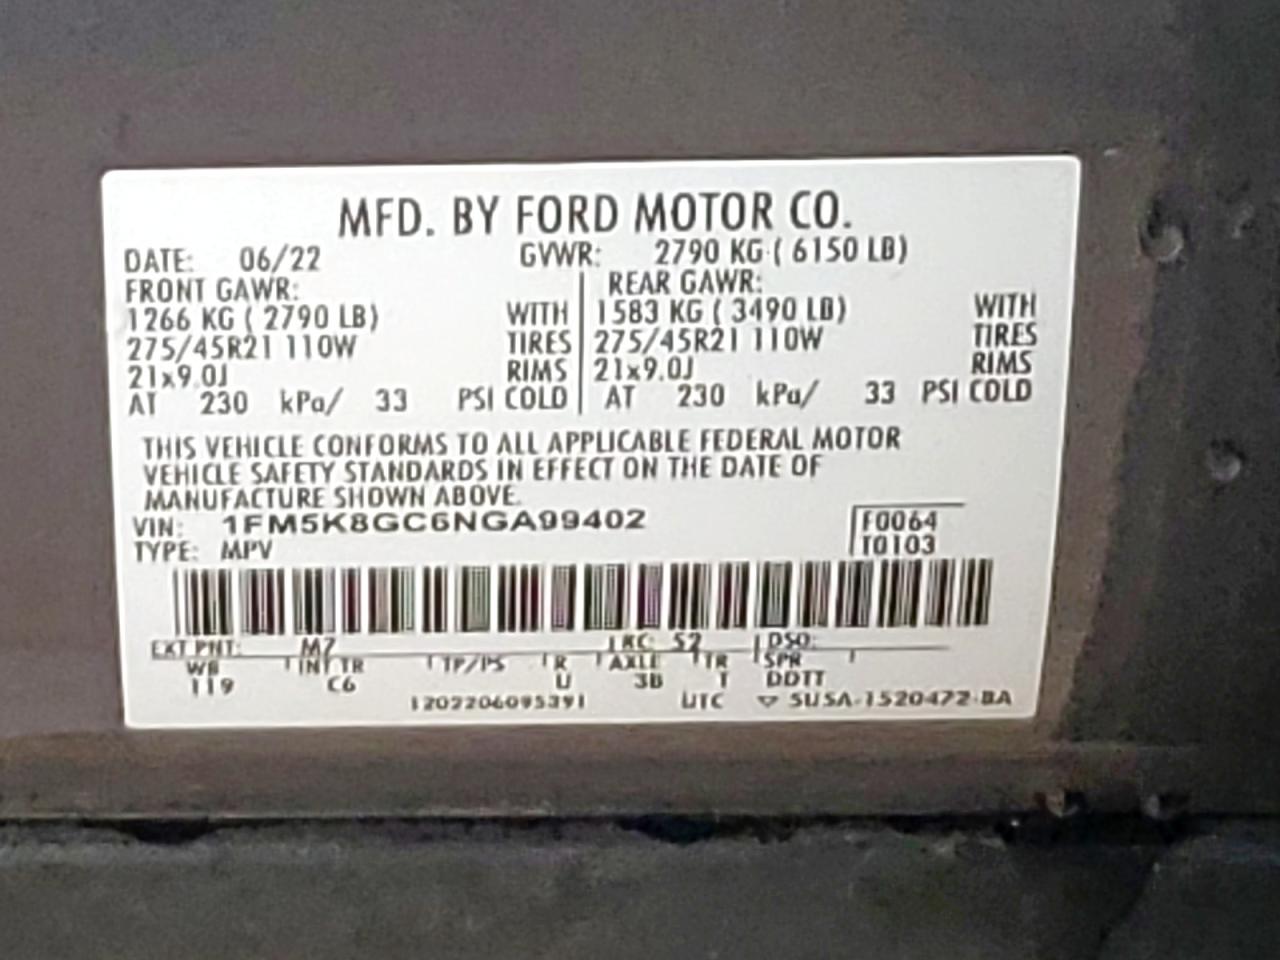 MFD. BY FORD MOTOR CO.
DATE: 06/22 GVWR: 2790 KG ( 6150 LB)
FRONT GAWR: REAR GAWR:
1266 KG ( 2790 LB) WITH 1583 KG ( 3490 LB) WITH
275/45R21 110W TIRES 275/45R21 110W TIRES
21x9.0J RIMS 21x9.0J RIMS
AT 230 kPa/ 33 PSI COLD AT 230 kPa/ 33 PSI COLD
THIS VEHICLE CONFORMS TO ALL APPLICABLE FEDERAL MOTOR
VEHICLE SAFETY STANDARDS IN EFFECT ON THE DATE OF
MANUFACTURE SHOWN ABOVE.
VIN: 1FM5K8GC6NGA99402 F0064
TYPE: MPV T0103
EXT PNT: M7 RC: 52 DSO:
WB INT TR TP/PS R AXLE TR SPR
119 C6 U 3B T DDTT
1202206095391 UTC ▽ 5USA-1520472-BA